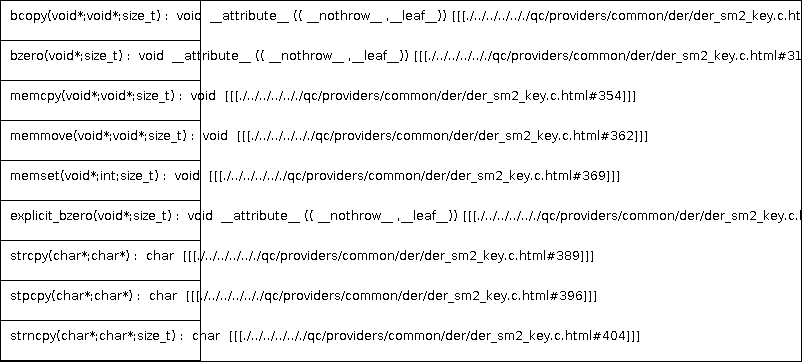 bcopy(void*;void*;size_t) : void __attribute__ (( __nothrow__ ,__leaf__)) [[[./../../../././qc/providers/common/der/der_sm2_key.c.ht
bzero(void*;size_t) : void __attribute__ (( __nothrow__ ,__leaf__)) [[[./../../../././qc/providers/common/der/der_sm2_key.c.html#31
memcpy(void*;void*;size_t) : void [[[./../../../././qc/providers/common/der/der_sm2_key.c.html#354]]]
memmove(void*;void*;size_t) : void [[[./../../../././qc/providers/common/der/der_sm2_key.c.html#362]]]
memset(void*;int;size_t) : void [[[./../../../././qc/providers/common/der/der_sm2_key.c.html#369]]]
explicit_bzero(void*;size_t) : void __attribute__ (( __nothrow__ ,__leaf__)) [[[./../../../././qc/providers/common/der/der_sm2_key.c.
strcpy(char*;char*) : char [[[./../../../././qc/providers/common/der/der_sm2_key.c.html#389]]]
stpcpy(char*;char*) : char [[[./../../../././qc/providers/common/der/der_sm2_key.c.html#396]]]
strncpy(char*;char*;size_t) : char [[[./../../../././qc/providers/common/der/der_sm2_key.c.html#404]]]